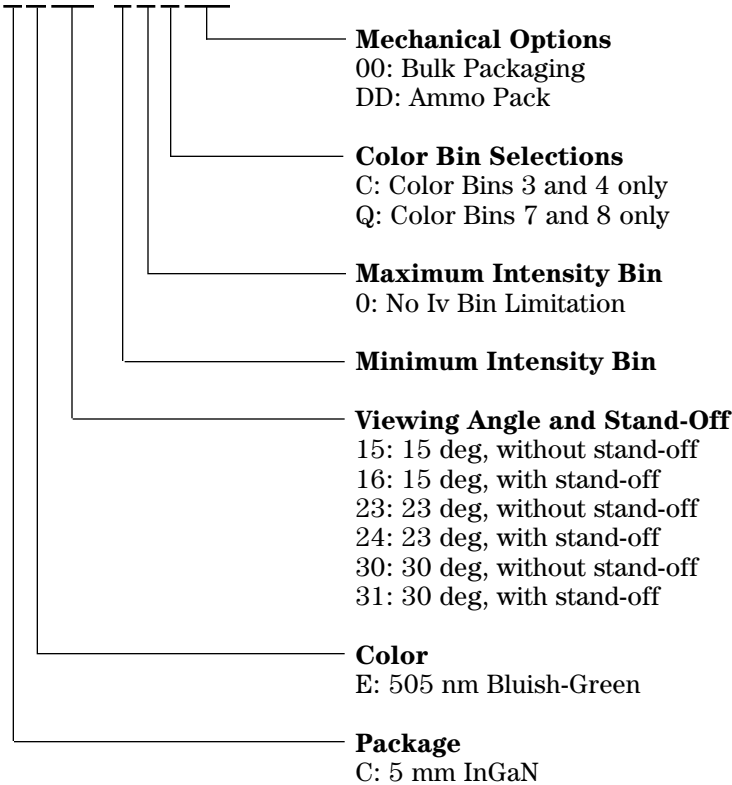 Mechanical Options
00: Bulk Packaging
DD: Ammo Pack
Color Bin Selections
C: Color Bins 3 and 4 only
Q: Color Bins 7 and 8 only
Maximum Intensity Bin
0: No Iv Bin Limitation
Minimum Intensity Bin
Viewing Angle and Stand-Off
15: 15 deg, without stand-off
16: 15 deg, with stand-off
23: 23 deg, without stand-off
24: 23 deg, with stand-off
30: 30 deg, without stand-off
31: 30 deg, with stand-off
Color
E: 505 nm Bluish-Green
Package
C: 5 mm InGaN